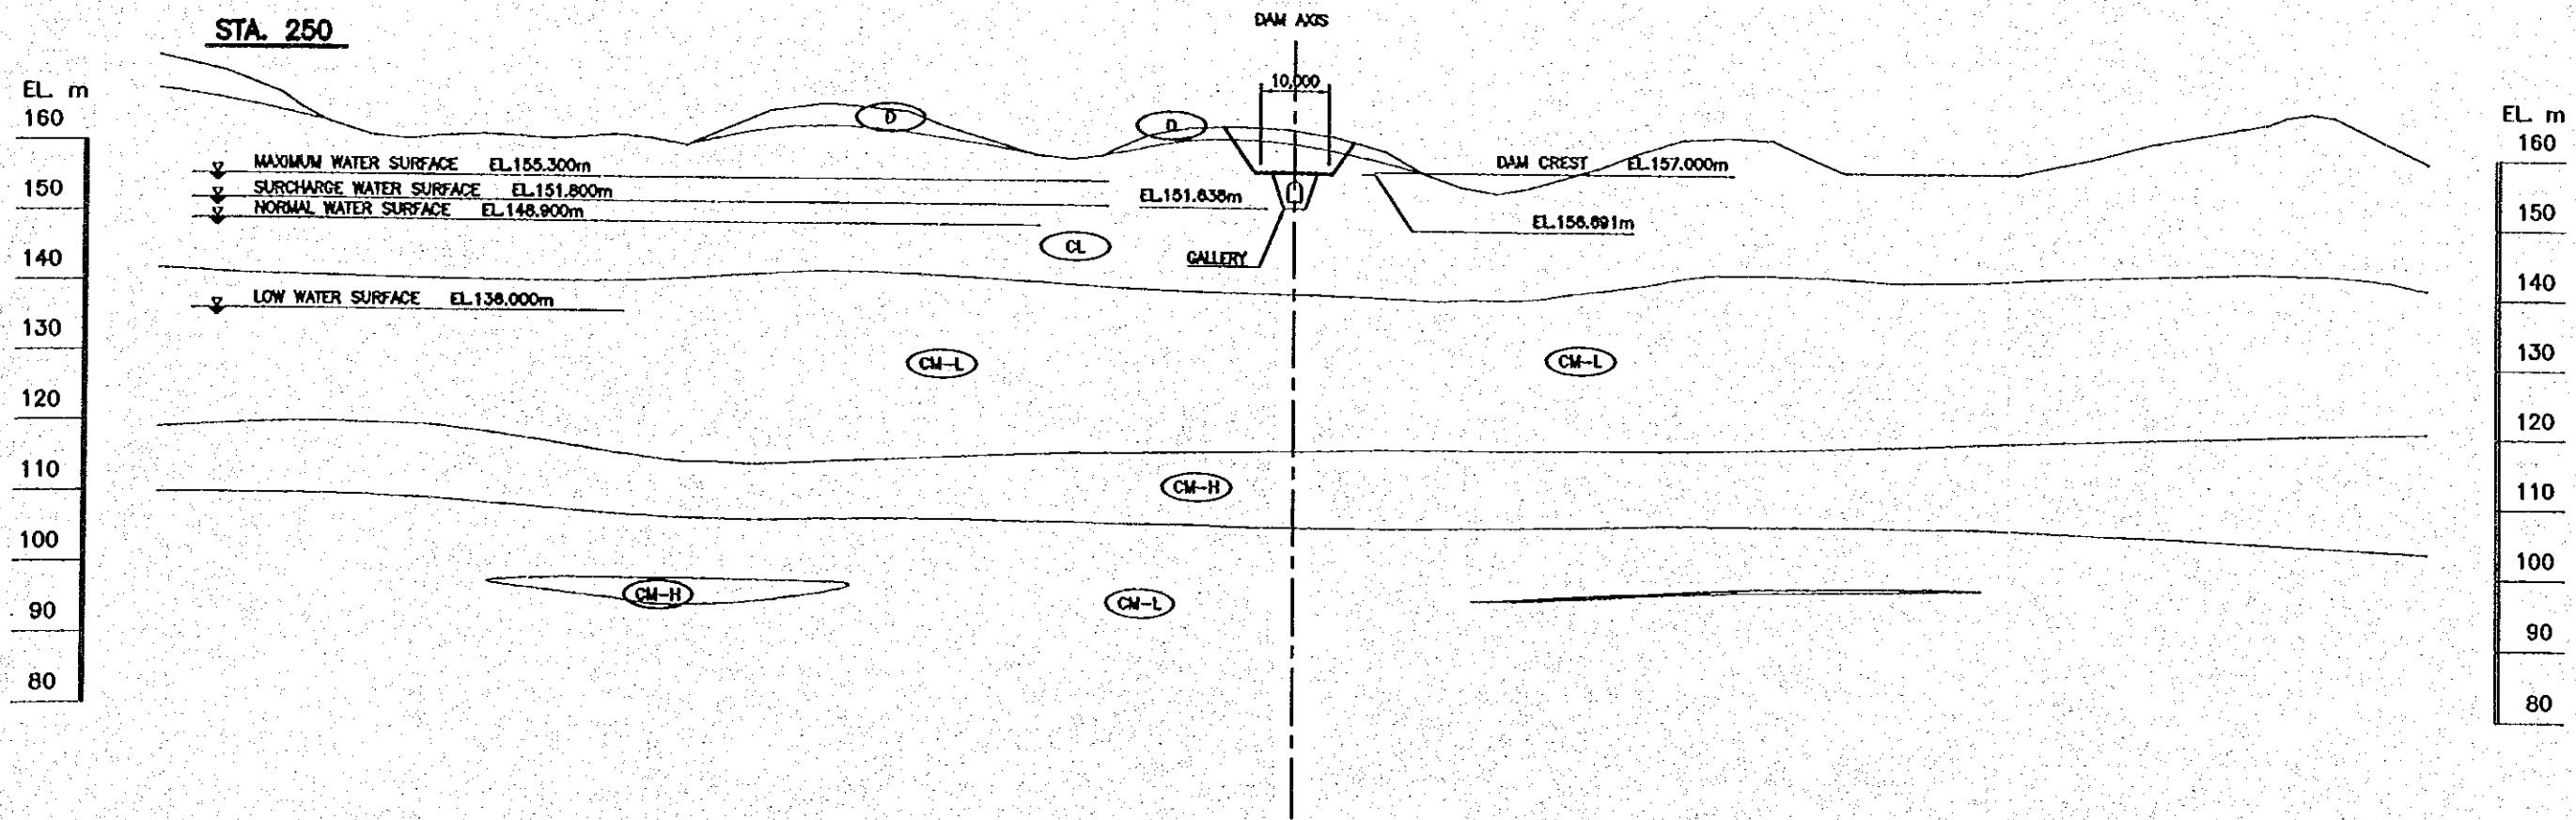 STA. 250
DAM AXIS
10,000
EL. m
160
150
140
130
120
110
100
90
80
D
D
MAXIMUM WATER SURFACE EL.155.300m
SURCHARGE WATER SURFACE EL.151.800m
NORMAL WATER SURFACE EL.148.900m
LOW WATER SURFACE EL.136.000m
DAM CREST EL.157.000m
EL.151.638m
EL.156.691m
GALLERY
CL
CM-L
CM-L
CM-H
CM-H
CM-L
EL. m
160
150
140
130
120
110
100
90
80